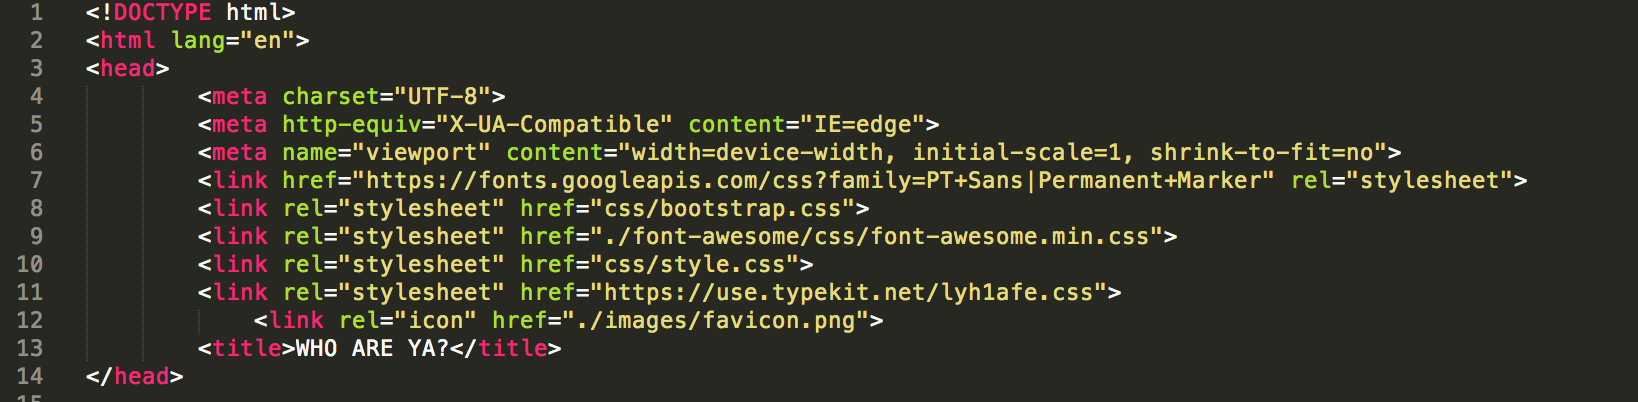 1 <!DOCTYPE html>
2 <html lang="en">
3 <head>
4 <meta charset="UTF-8">
5 <meta http-equiv="X-UA-Compatible" content="IE=edge">
6 <meta name="viewport" content="width=device-width, initial-scale=1, shrink-to-fit=no">
7 <link href="https://fonts.googleapis.com/css?family=PT+Sans|Permanent+Marker" rel="stylesheet">
8 <link rel="stylesheet" href="css/bootstrap.css">
9 <link rel="stylesheet" href="./font-awesome/css/font-awesome.min.css">
10 <link rel="stylesheet" href="css/style.css">
11 <link rel="stylesheet" href="https://use.typekit.net/lyh1afe.css">
12 <link rel="icon" href="./images/favicon.png">
13 <title>WHO ARE YA?</title>
14 </head>
15